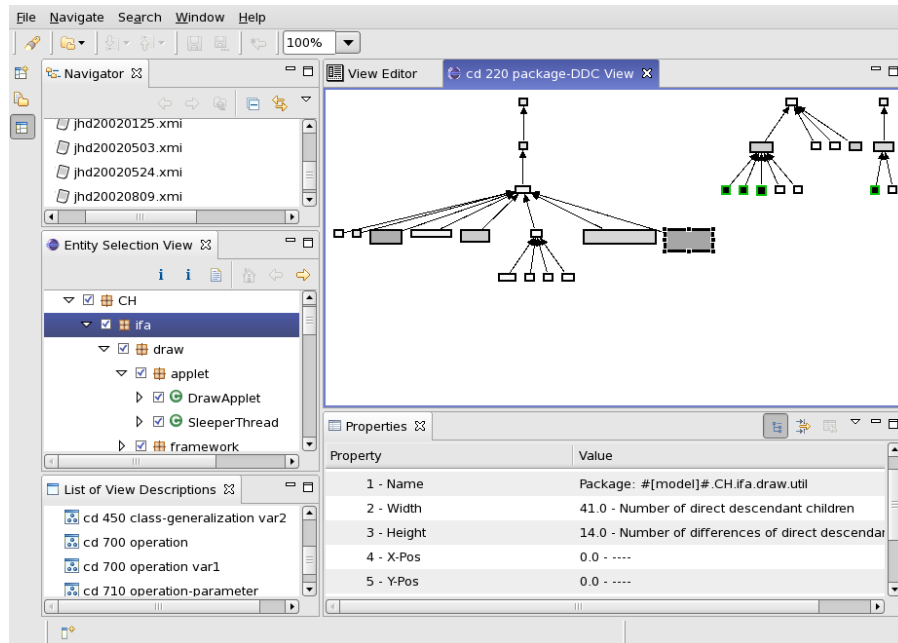 File Navigate Search Window Help
100%
Navigator
View Editor
cd 220 package-DDC View
jhd20020125.xmi
jhd20020503.xmi
jhd20020524.xmi
jhd20020809.xmi
Entity Selection View
CH
ifa
draw
applet
DrawApplet
SleeperThread
framework
Properties
Property Value
1 - Name Package: #[model]#.CH.ifa.draw.util
2 - Width 41.0 - Number of direct descendant children
3 - Height 14.0 - Number of differences of direct descendar
4 - X-Pos 0.0 - ----
5 - Y-Pos 0.0 - ----
List of View Descriptions
cd 450 class-generalization var2
cd 700 operation
cd 700 operation var1
cd 710 operation-parameter